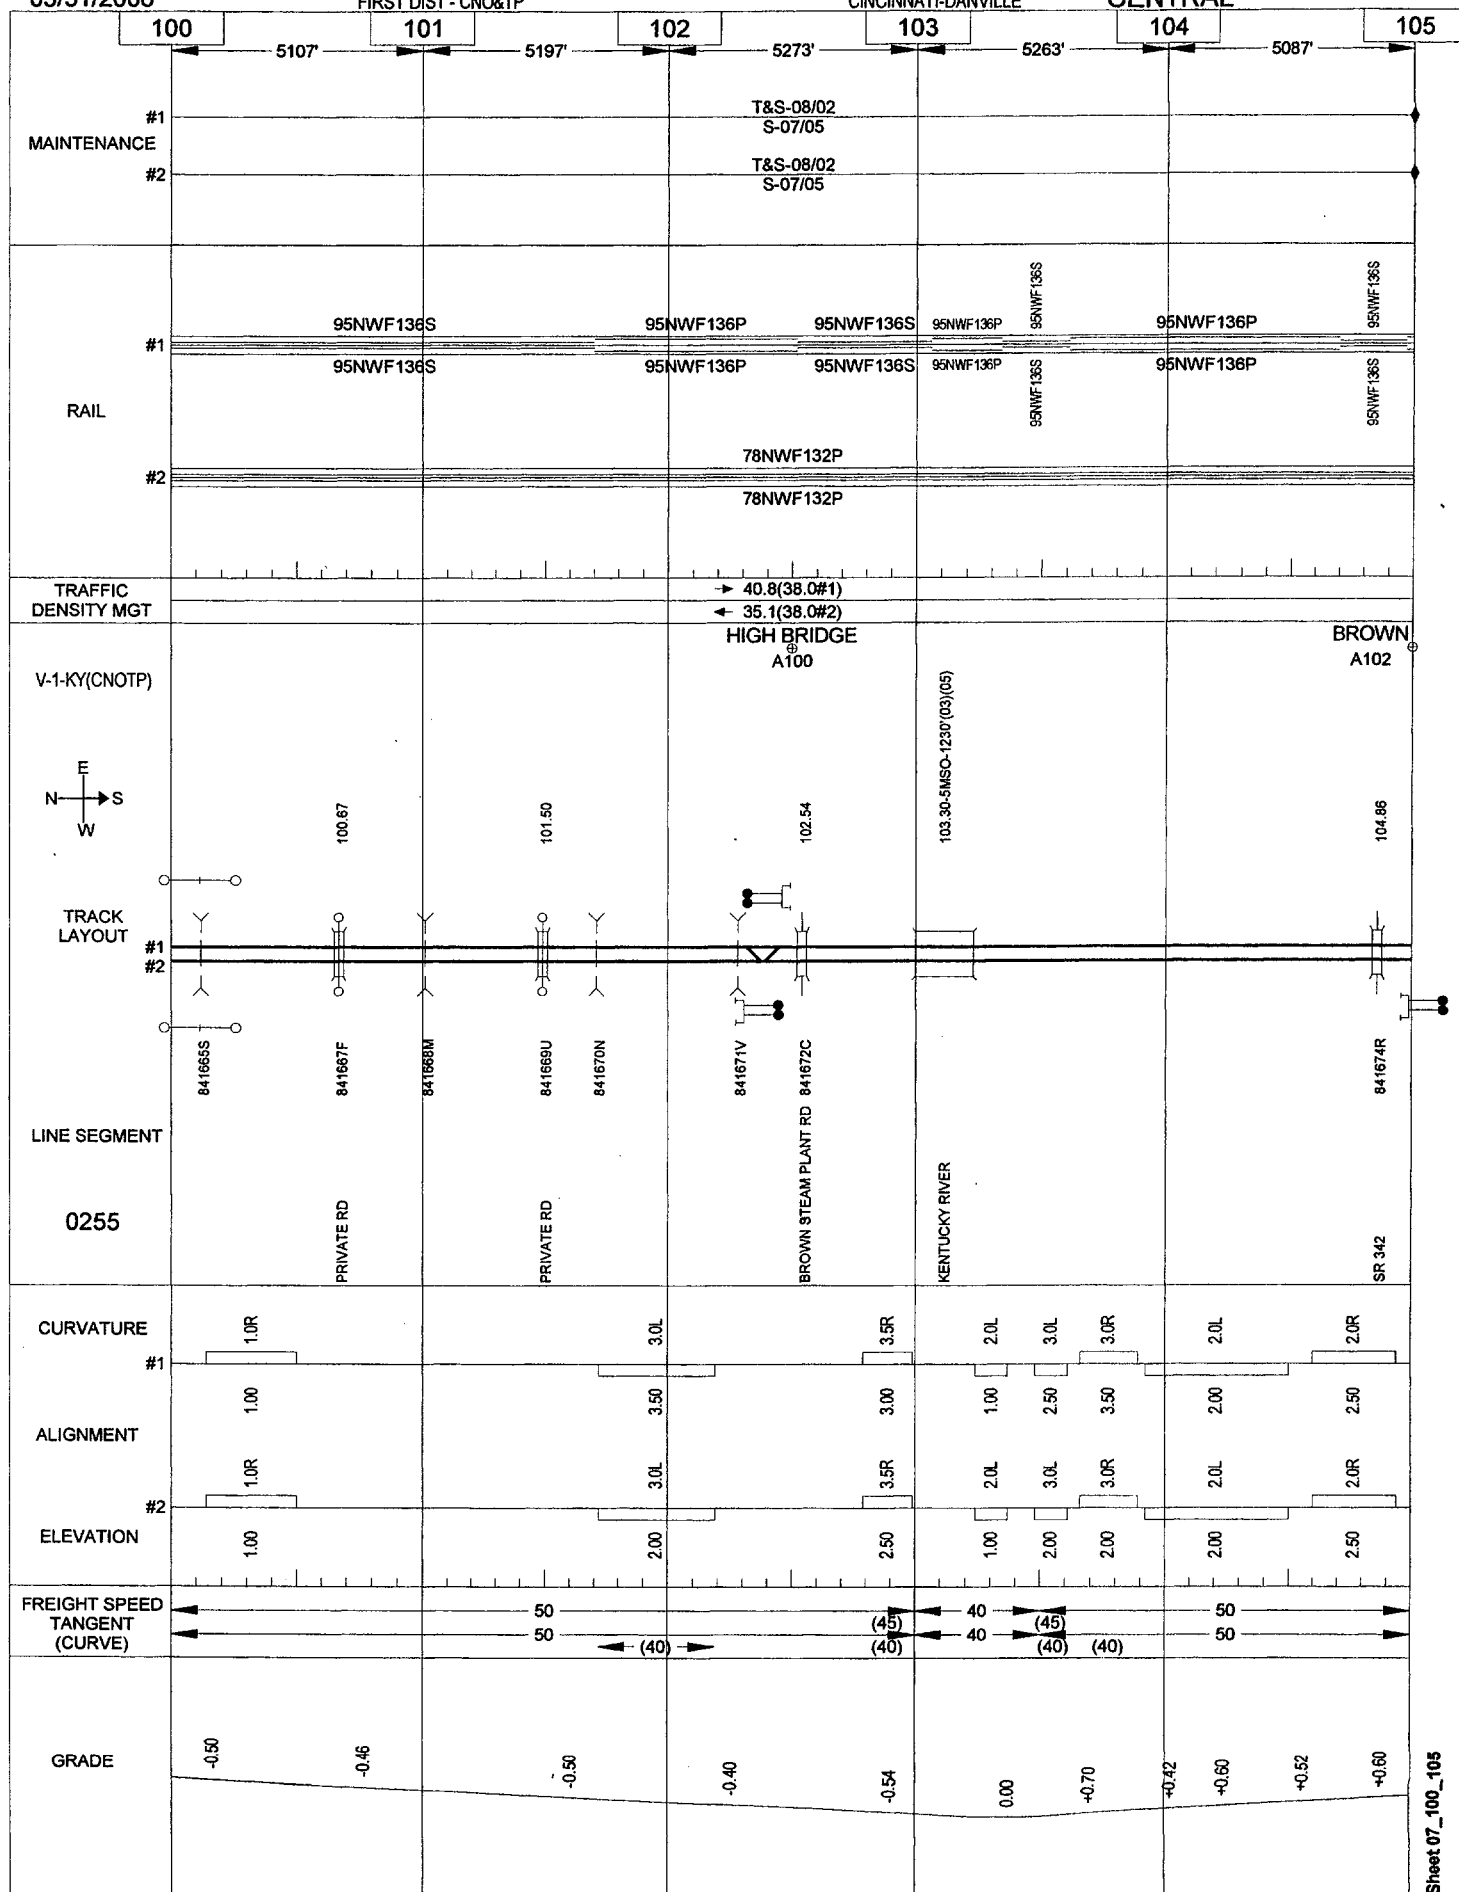 FIRST DIST - CNO&TP CINCINNATI-DANVILLE CENTRAL
100 101 102 103 104 105
5107' 5197' 5273' 5263' 5087'
MAINTENANCE
#1
T&S-08/02
S-07/05
#2
T&S-08/02
S-07/05
RAIL
#1
95NWF136S 95NWF136P 95NWF136S 95NWF136P 95NWF136S 95NWF136P 95NWF136S
95NWF136S 95NWF136P 95NWF136S 95NWF136P 95NWF136S 95NWF136P 95NWF136S
#2
78NWF132P
78NWF132P
TRAFFIC
DENSITY MGT
40.8(38.0#1)
35.1(38.0#2)
V-1-KY(CNOTP)
HIGH BRIDGE
A100
BROWN
A102
E
N S
W
100.67
101.50
102.54
103.30-5MSO-1230'(03)(05)
104.86
TRACK
LAYOUT
#1
#2
841665S
841667F
841668M
841669U
841670N
841671V
841672C
841674R
LINE SEGMENT
0255
PRIVATE RD
PRIVATE RD
BROWN STEAM PLANT RD
KENTUCKY RIVER
SR 342
CURVATURE
#1
1.0R 3.0L 3.5R 2.0L 3.0L 3.0R 2.0L 2.0R
1.00 3.50 3.00 1.00 2.50 3.50 2.00 2.50
ALIGNMENT
#2
1.0R 3.0L 3.5R 2.0L 3.0L 3.0R 2.0L 2.0R
ELEVATION
1.00 2.00 2.50 1.00 2.00 2.00 2.00 2.50
FREIGHT SPEED
TANGENT
(CURVE)
50 (45) 40 (45) 50
50 (40) (40) 40 (40) (40) 50
GRADE
-0.50 -0.46 -0.50 -0.40 -0.54 0.00 +0.70 +0.42 +0.60 +0.52 +0.60
Sheet 07_100_105